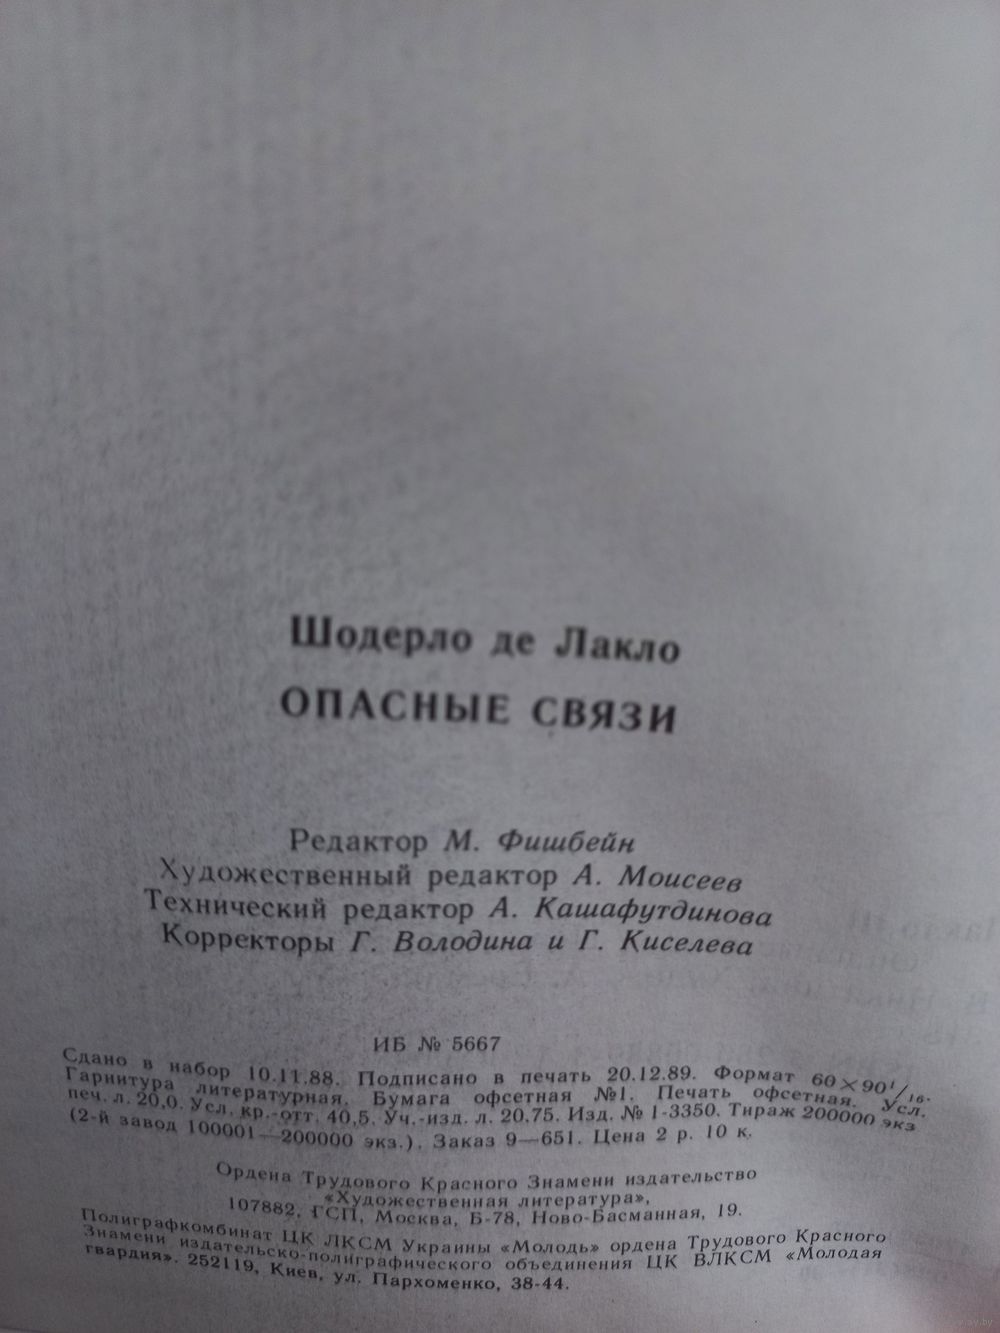 Шодерло де Лакло
ОПАСНЫЕ СВЯЗИ
Редактор М. Фишбейн
Художественный редактор А. Моисеев
Технический редактор А. Кашафутдинова
Корректоры Г. Володина и Г. Киселева
ИБ № 5667
Сдано в набор 10.11.88. Подписано в печать 20.12.89. Формат 60×90 1/16.
Гарнитура литературная. Бумага офсетная №1. Печать офсетная. Усл.
печ. л. 20,0. Усл. кр.-отт. 40,5. Уч.-изд. л. 20,75. Изд. № I-3350. Тираж 200000 экз
(2-й завод 100001—200000 экз.). Заказ 9—651. Цена 2 р. 10 к.
Ордена Трудового Красного Знамени издательство
«Художественная литература»,
107882, ГСП, Москва, Б-78, Ново-Басманная, 19.
Полиграфкомбинат ЦК ЛКСМ Украины «Молодь» ордена Трудового Красного
Знамени издательско-полиграфического объединения ЦК ВЛКСМ «Молодая
гвардия». 252119, Киев, ул. Пархоменко, 38-44.